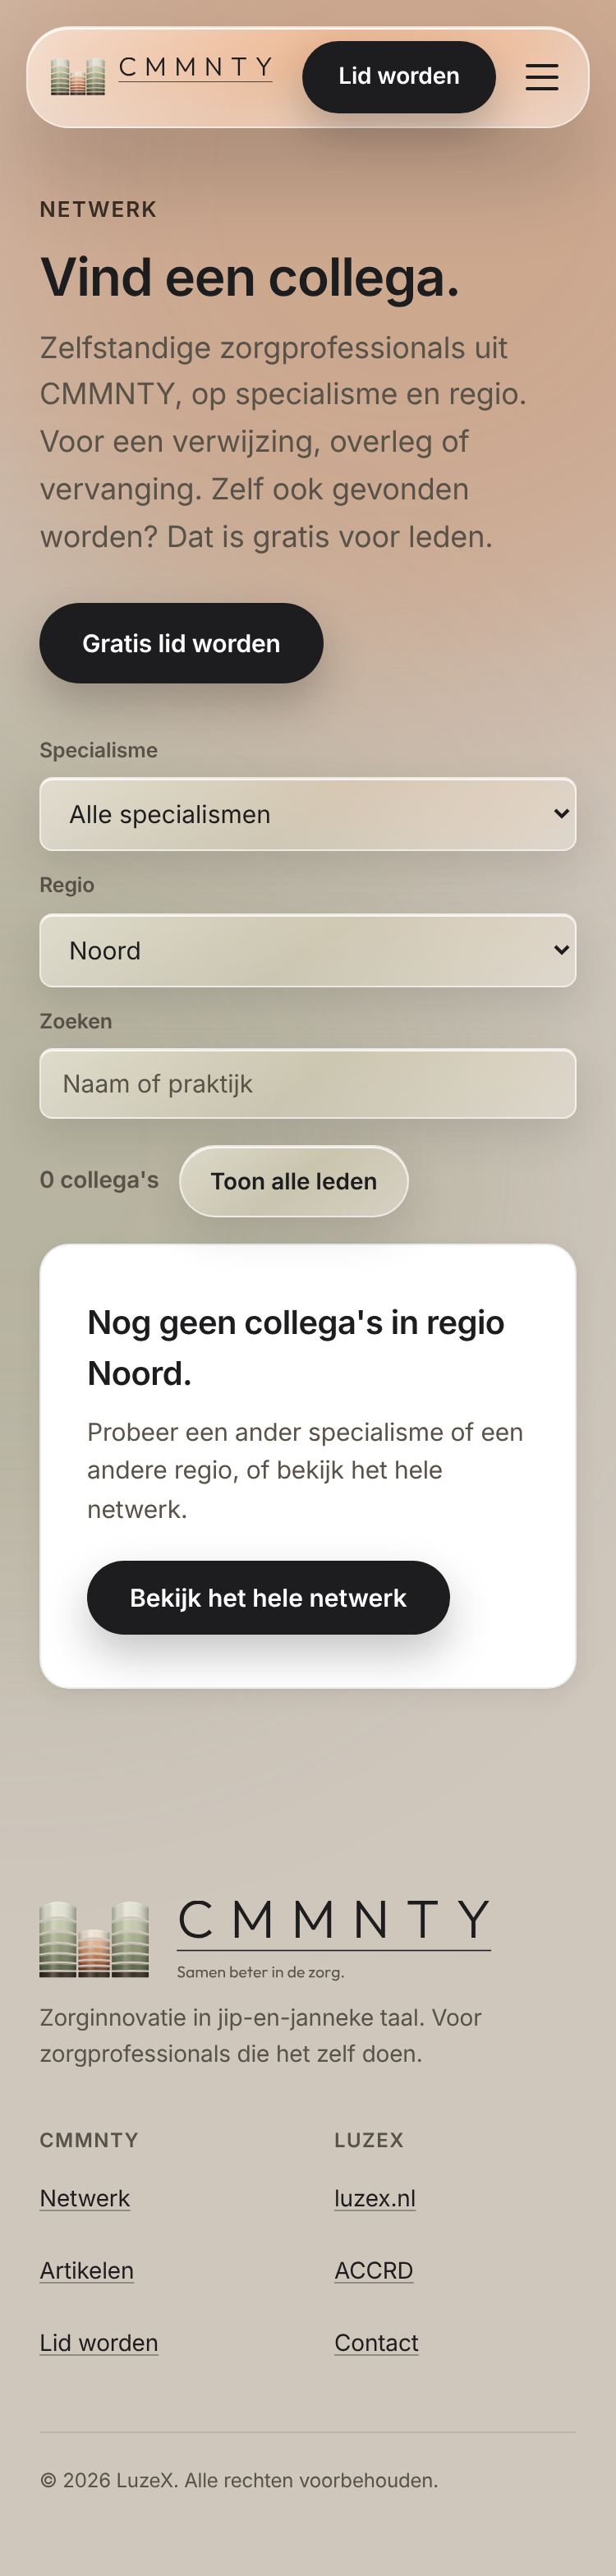 CMMNTY
Lid worden
NETWERK
Vind een collega.
Zelfstandige zorgprofessionals uit
CMMNTY, op specialisme en regio.
Voor een verwijzing, overleg of
vervanging. Zelf ook gevonden
worden? Dat is gratis voor leden.
Gratis lid worden
Specialisme
Alle specialismen
Regio
Noord
Zoeken
Naam of praktijk
0 collega's
Toon alle leden
Nog geen collega's in regio
Noord.
Probeer een ander specialisme of een
andere regio, of bekijk het hele
netwerk.
Bekijk het hele netwerk
CMMNTY
Samen beter in de zorg.
Zorginnovatie in jip-en-janneke taal. Voor
zorgprofessionals die het zelf doen.
CMMNTY
Netwerk
Artikelen
Lid worden
LUZEX
luzex.nl
ACCRD
Contact
© 2026 LuzeX. Alle rechten voorbehouden.